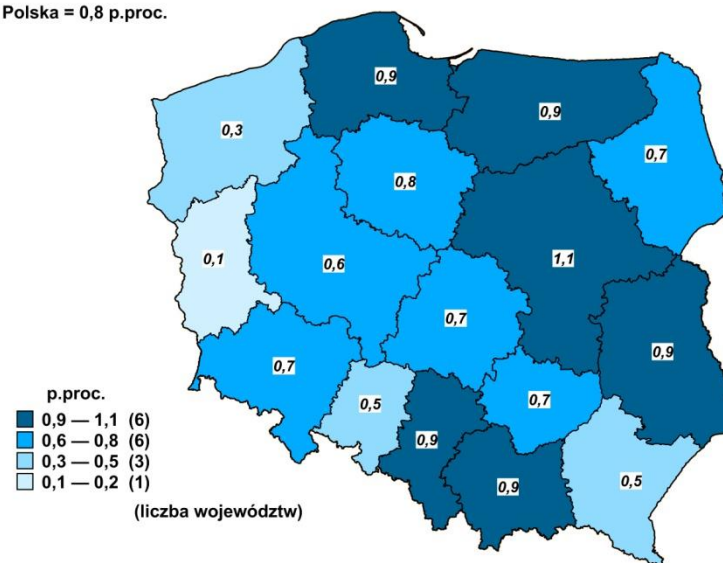 Polska = 0,8 p.proc.
0,9
0,9
0,3
0,7
0,8
0,1
0,6
1,1
0,7
0,9
0,7
0,5
0,7
0,9
0,9
0,5
p.proc.
0,9 — 1,1 (6)
0,6 — 0,8 (6)
0,3 — 0,5 (3)
0,1 — 0,2 (1)
(liczba województw)